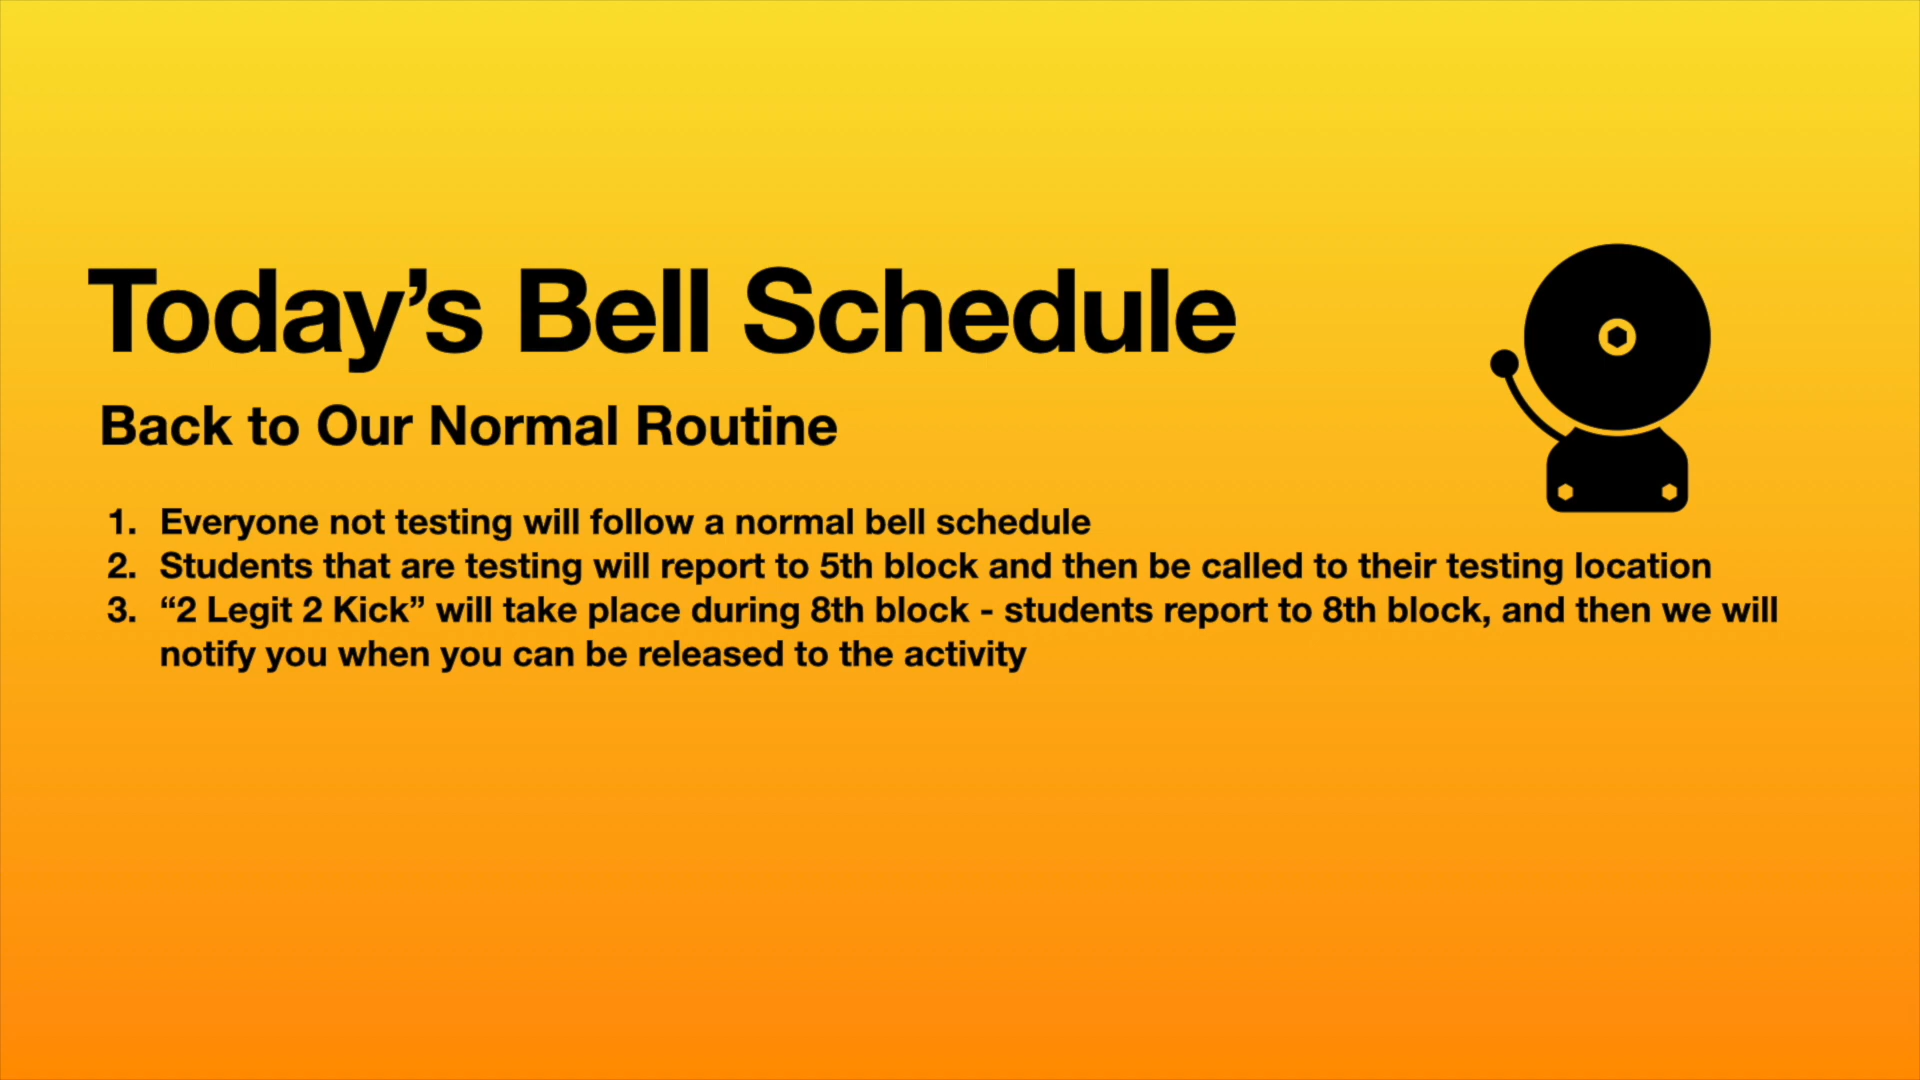 Today’s Bell Schedule
Back to Our Normal Routine
1. Everyone not testing will follow a normal bell schedule
2. Students that are testing will report to 5th block and then be called to their testing location
3. “2 Legit 2 Kick” will take place during 8th block - students report to 8th block, and then we will
notify you when you can be released to the activity